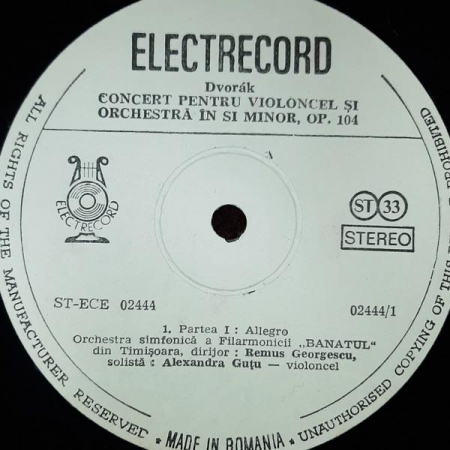 ELECTRECORD
Dvorák
CONCERT PENTRU VIOLONCEL ȘI
ORCHESTRĂ ÎN SI MINOR, OP. 104
ELECTRECORD
ST 33
STEREO
ST-ECE 02444
02444/1
1. Partea I : Allegro
Orchestra simfonică a Filarmonicii „BANATUL"
din Timișoara, dirijor : Remus Georgescu,
solistă : Alexandra Guțu — violoncel
ALL RIGHTS OF THE MANUFACTURER RESERVED ★ MADE IN ROMANIA ★ UNAUTHORISED COPYING OF THIS
PROHIBITED